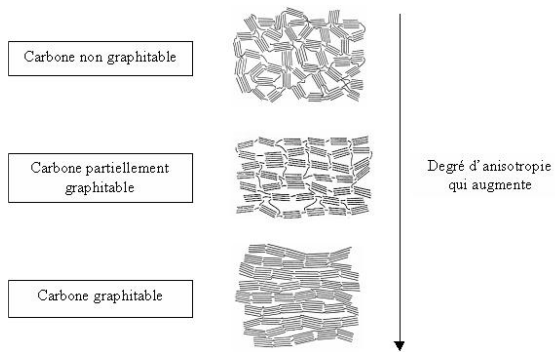 Carbone non graphitable
Carbone partiellement
graphitable
Degré d'anisotropie
qui augmente
Carbone graphitable